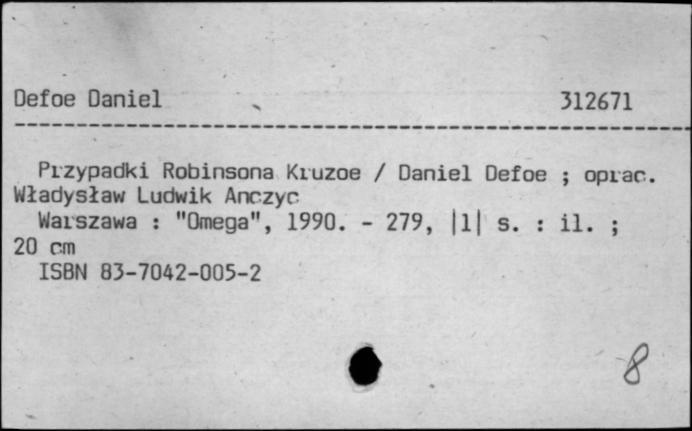 Defoe Daniel 312671
Przypadki Robinsona Kruzoe / Daniel Defoe ; oprac.
Władysław Ludwik Anczyc
Warszawa : "Omega", 1990. - 279, |1| s. : il. ;
20 cm
ISBN 83-7042-005-2
8